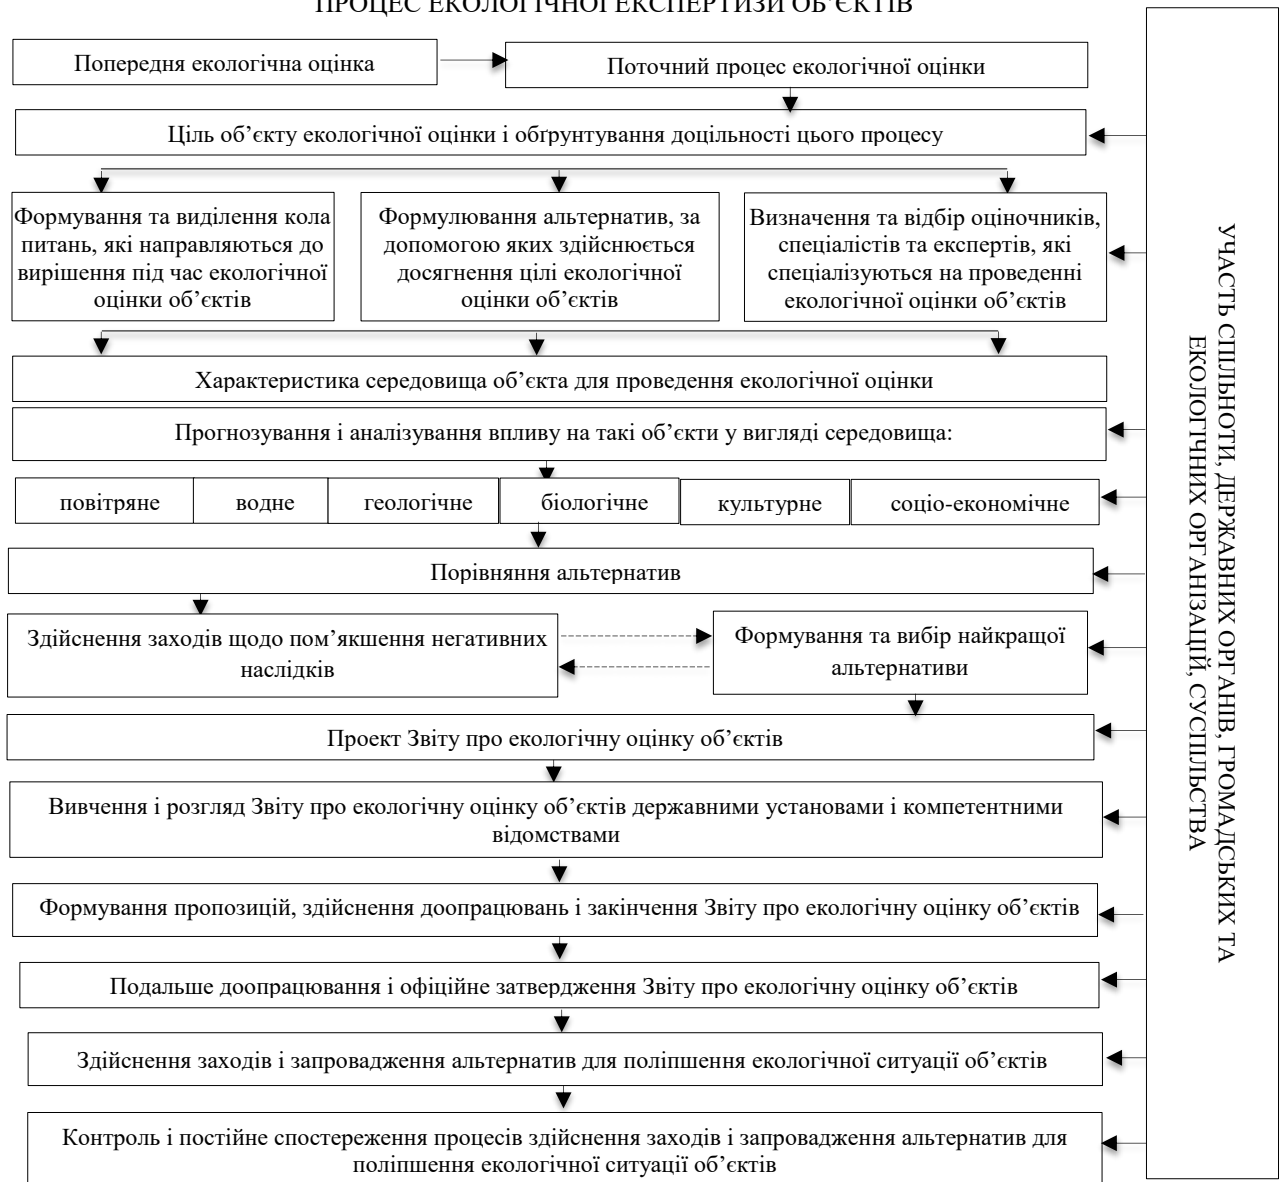 ПРОЦЕС ЕКОЛОГІЧНОЇ ЕКСПЕРТИЗИ ОБ’ЄКТІВ
Попередня екологічна оцінка
Поточний процес екологічної оцінки
Ціль об’єкту екологічної оцінки і обґрунтування доцільності цього процесу
Формування та виділення кола
питань, які направляються до
вирішення під час екологічної
оцінки об’єктів
Формулювання альтернатив, за
допомогою яких здійснюється
досягнення цілі екологічної
оцінки об’єктів
Визначення та відбір оціночників,
спеціалістів та експертів, які
спеціалізуються на проведенні
екологічної оцінки об’єктів
Характеристика середовища об’єкта для проведення екологічної оцінки
Прогнозування і аналізування впливу на такі об’єкти у вигляді середовища:
повітряне
водне
геологічне
біологічне
культурне
соціо-економічне
Порівняння альтернатив
Здійснення заходів щодо пом’якшення негативних
наслідків
Формування та вибір найкращої
альтернативи
Проект Звіту про екологічну оцінку об’єктів
Вивчення і розгляд Звіту про екологічну оцінку об’єктів державними установами і компетентними
відомствами
Формування пропозицій, здійснення доопрацювань і закінчення Звіту про екологічну оцінку об’єктів
Подальше доопрацювання і офіційне затвердження Звіту про екологічну оцінку об’єктів
Здійснення заходів і запровадження альтернатив для поліпшення екологічної ситуації об’єктів
Контроль і постійне спостереження процесів здійснення заходів і запровадження альтернатив для
поліпшення екологічної ситуації об’єктів
УЧАСТЬ СПІЛЬНОТИ, ДЕРЖАВНИХ ОРГАНІВ, ГРОМАДСЬКИХ ТА
ЕКОЛОГІЧНИХ ОРГАНІЗАЦІЙ, СУСПІЛЬСТВА